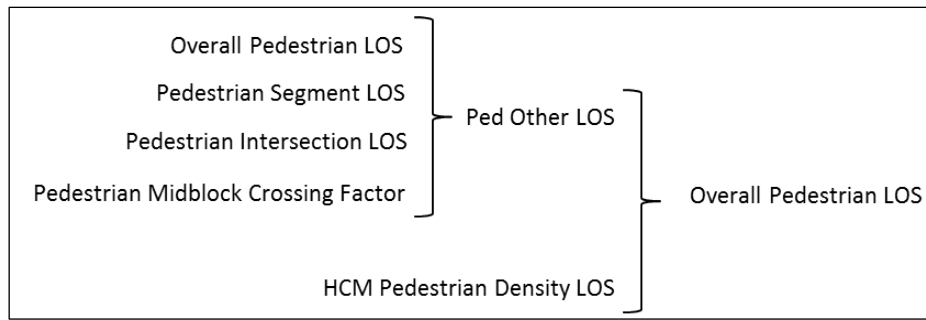 Overall Pedestrian LOS
Pedestrian Segment LOS
Ped Other LOS
Pedestrian Intersection LOS
Pedestrian Midblock Crossing Factor
Overall Pedestrian LOS
HCM Pedestrian Density LOS